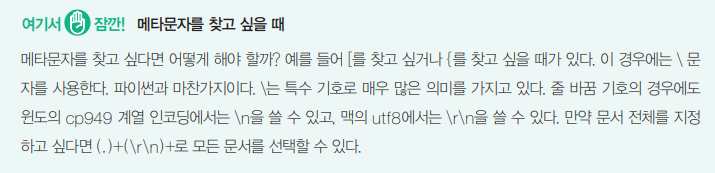 여기서 잠깐! 메타문자를 찾고 싶을 때
메타문자를 찾고 싶다면 어떻게 해야 할까? 예를 들어 [를 찾고 싶거나 {를 찾고 싶을 때가 있다. 이 경우에는 \ 문
자를 사용한다. 파이썬과 마찬가지이다. \는 특수 기호로 매우 많은 의미를 가지고 있다. 줄 바꿈 기호의 경우에도
윈도의 cp949 계열 인코딩에서는 \n을 쓸 수 있고, 맥의 utf8에서는 \r\n을 쓸 수 있다. 만약 문서 전체를 지정
하고 싶다면 (.)+(\r\n)+로 모든 문서를 선택할 수 있다.